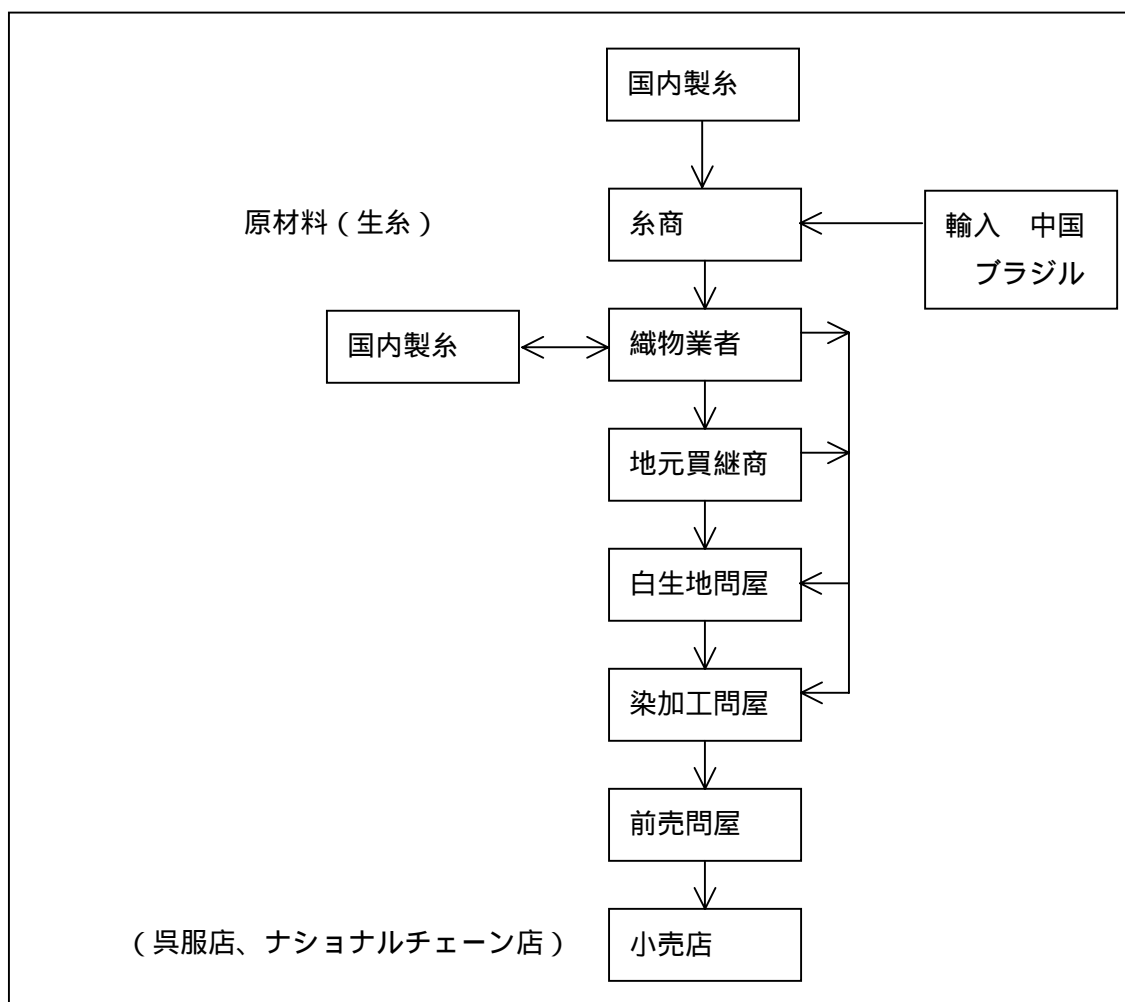 国内製糸
原材料（生糸）
糸商
輸入　中国
ブラジル
国内製糸
織物業者
地元買継商
白生地問屋
染加工問屋
前売問屋
（呉服店、ナショナルチェーン店）
小売店